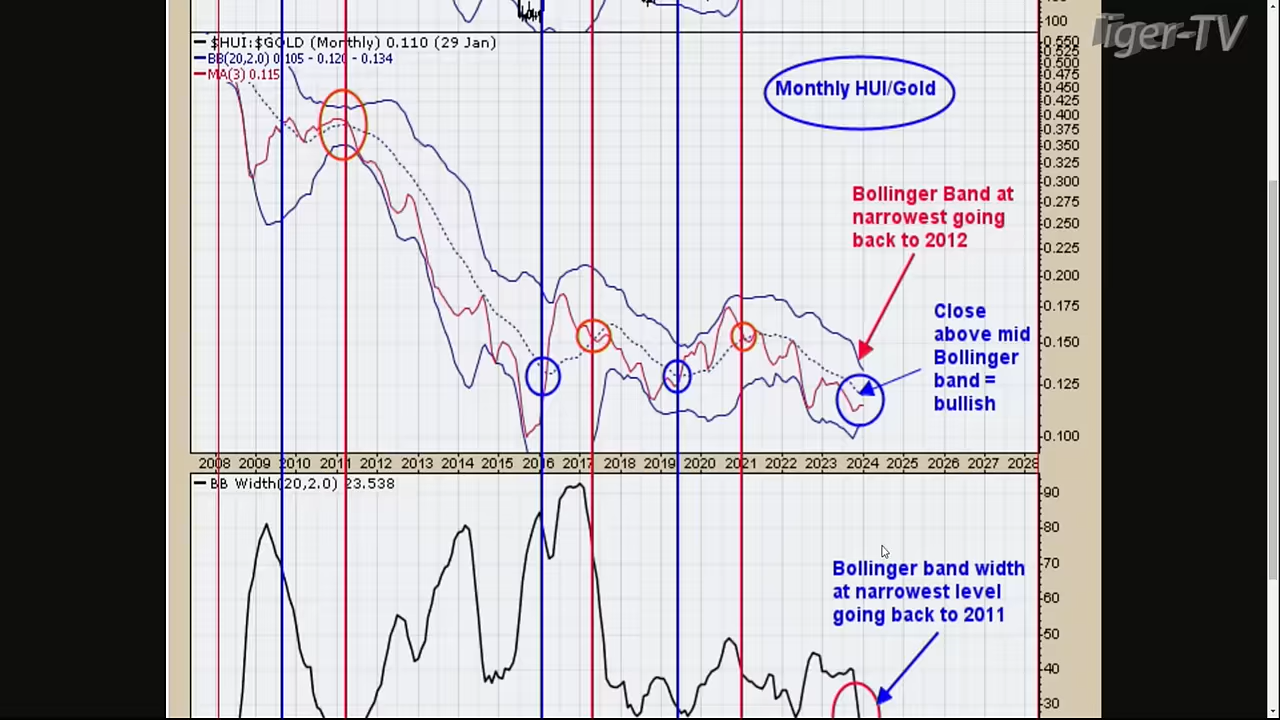 100
Tiger-TV
$HUI:$GOLD (Monthly) 0.110 (29 Jan)
BB(20,2.0) 0.105 - 0.120 - 0.134
MA(3) 0.115
Monthly HUI/Gold
0.550
0.525
0.500
0.475
0.450
0.425
0.400
0.375
0.350
0.325
0.300
0.275
0.250
0.225
0.200
0.175
0.150
0.125
0.100
Bollinger Band at
narrowest going
back to 2012
Close
above mid
Bollinger
band =
bullish
2008 2009 2010 2011 2012 2013 2014 2015 2016 2017 2018 2019 2020 2021 2022 2023 2024 2025 2026 2027 2028
BB Width(20,2.0) 23.538
90
80
70
60
50
40
30
Bollinger band width
at narrowest level
going back to 2011